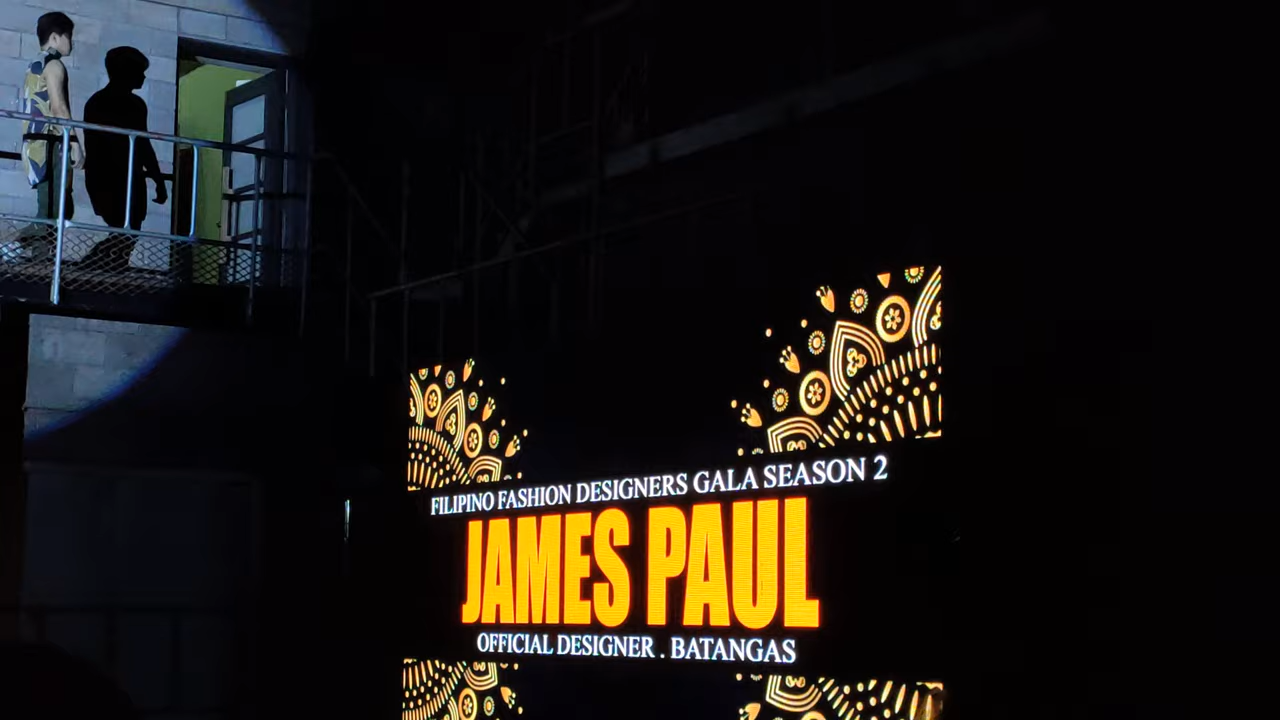 FILIPINO FASHION DESIGNERS GALA SEASON 2
JAMES PAUL
OFFICIAL DESIGNER . BATANGAS